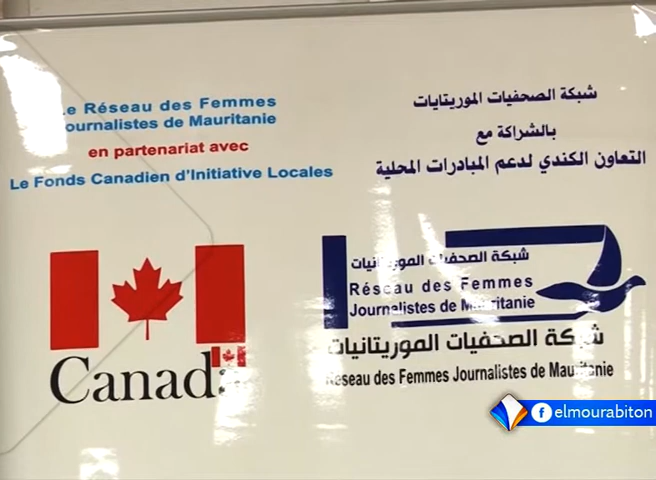 Le Réseau des Femmes
Journalistes de Mauritanie
en partenariat avec
Le Fonds Canadien d'Initiative Locales
شبكة الصحفيات الموريتايات
بالشراكة مع
التعاون الكندي لدعم المبادرات المحلية
Canada
شبكة الصحفيات الموريتانيات
Réseau des Femmes
Journalistes de Mauritanie
شبكة الصحفيات الموريتانيات
Réseau des Femmes Journalistes de Mauritanie
elmourabiton